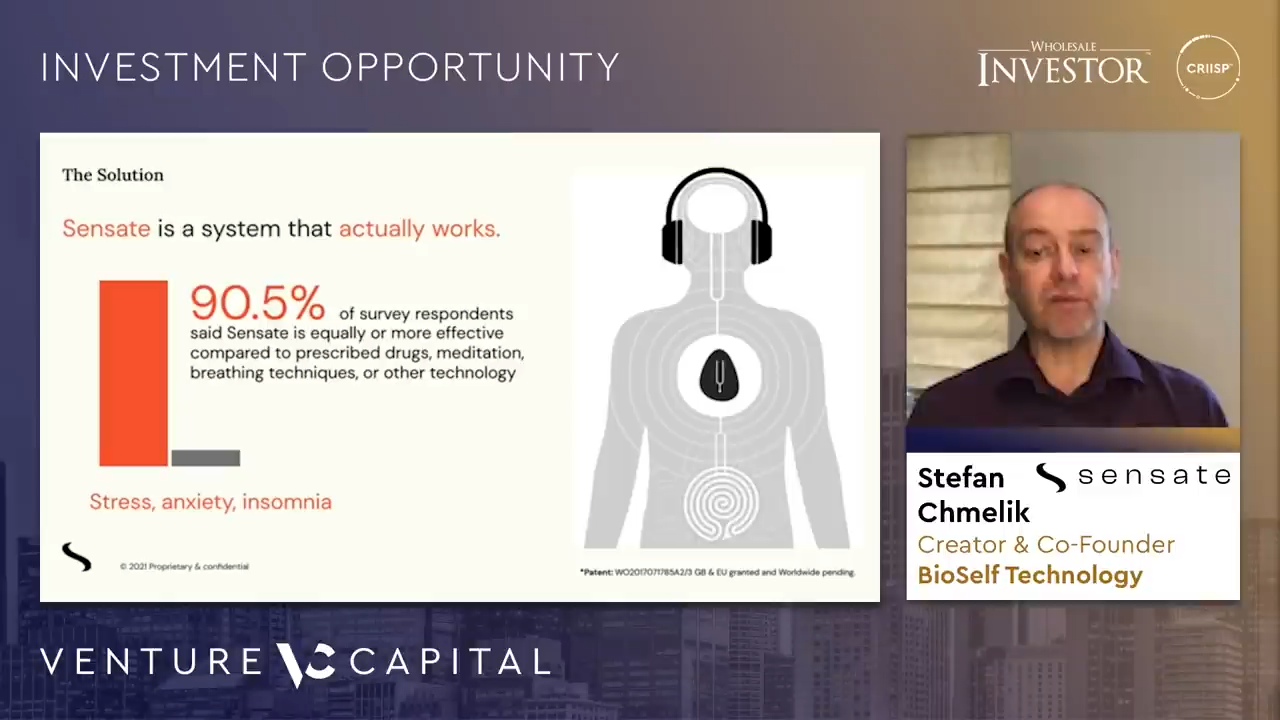 INVESTMENT OPPORTUNITY
WHOLESALE
INVESTOR
CRIISP
The Solution
Sensate is a system that actually works.
90.5% of survey respondents
said Sensate is equally or more effective
compared to prescribed drugs, meditation,
breathing techniques, or other technology
Stress, anxiety, insomnia
© 2021 Proprietary & confidential
*Patent: WO2017071785A2/3 GB & EU granted and Worldwide pending.
Stefan
Chmelik
sensate
Creator & Co-Founder
BioSelf Technology
VENTURE VC CAPITAL